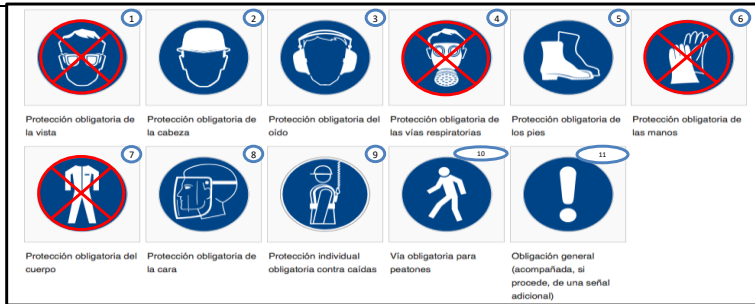 1
2
3
4
5
6
Protección obligatoria de
la vista
Protección obligatoria de
la cabeza
Protección obligatoria del
oído
Protección obligatoria de
las vías respiratorias
Protección obligatoria de
los pies
Protección obligatoria de
las manos
7
8
9
10
11
Protección obligatoria del
cuerpo
Protección obligatoria de
la cara
Protección individual
obligatoria contra caídas
Vía obligatoria para
peatones
Obligación general
(acompañada, si
procede, de una señal
adicional)